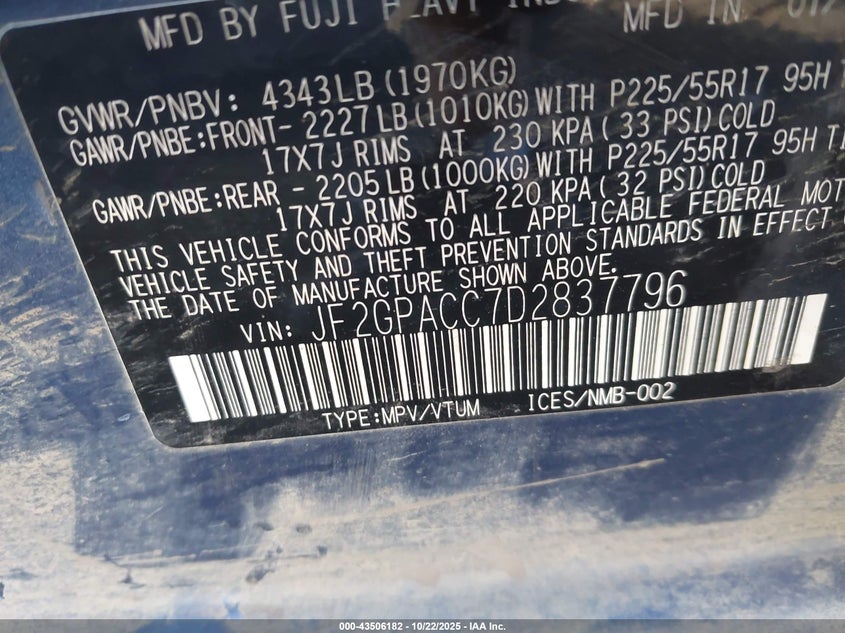 MFD BY FUJI HEAVY INDUS
MFD IN
GVWR/PNBV: 4343LB(1970KG)
GAWR/PNBE:FRONT- 2227LB(1010KG)WITH P225/55R17 95H
17X7J RIMS AT 230 KPA( 33 PSI)COLD
GAWR/PNBE:REAR - 2205LB(1000KG)WITH P225/55R17 95H
17X7J RIMS AT 220 KPA( 32 PSI)COLD
THIS VEHICLE CONFORMS TO ALL APPLICABLE FEDERAL MOT
VEHICLE SAFETY AND THEFT PREVENTION STANDARDS IN EFFECT
THE DATE OF MANUFACTURE SHOWN ABOVE.
VIN: JF2GPACC7D2837796
TYPE:MPV/VTUM ICES/NMB-002
000-43506182 - 10/22/2025 - IAA Inc.